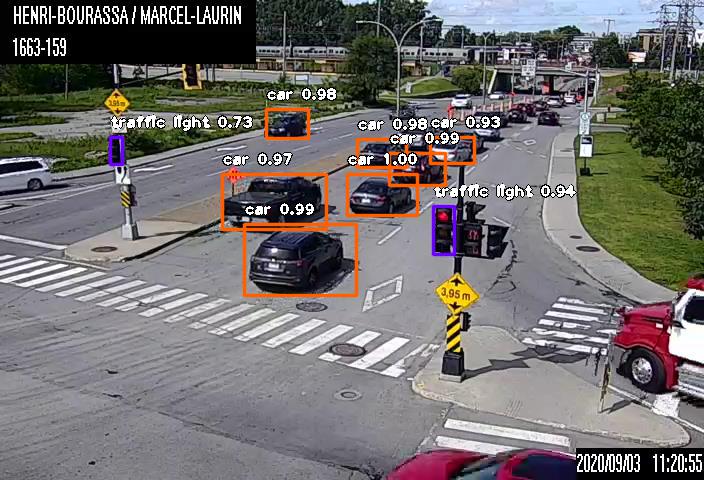 HENRI-BOURASSA / MARCEL-LAURIN
1663-159
car 0.98
traffic light 0.73
car 0.98
car 0.93
car 0.99
car 0.97
car 1.00
traffic light 0.94
car 0.99
3,95 m
3,95 m
2020/09/03 11:20:55